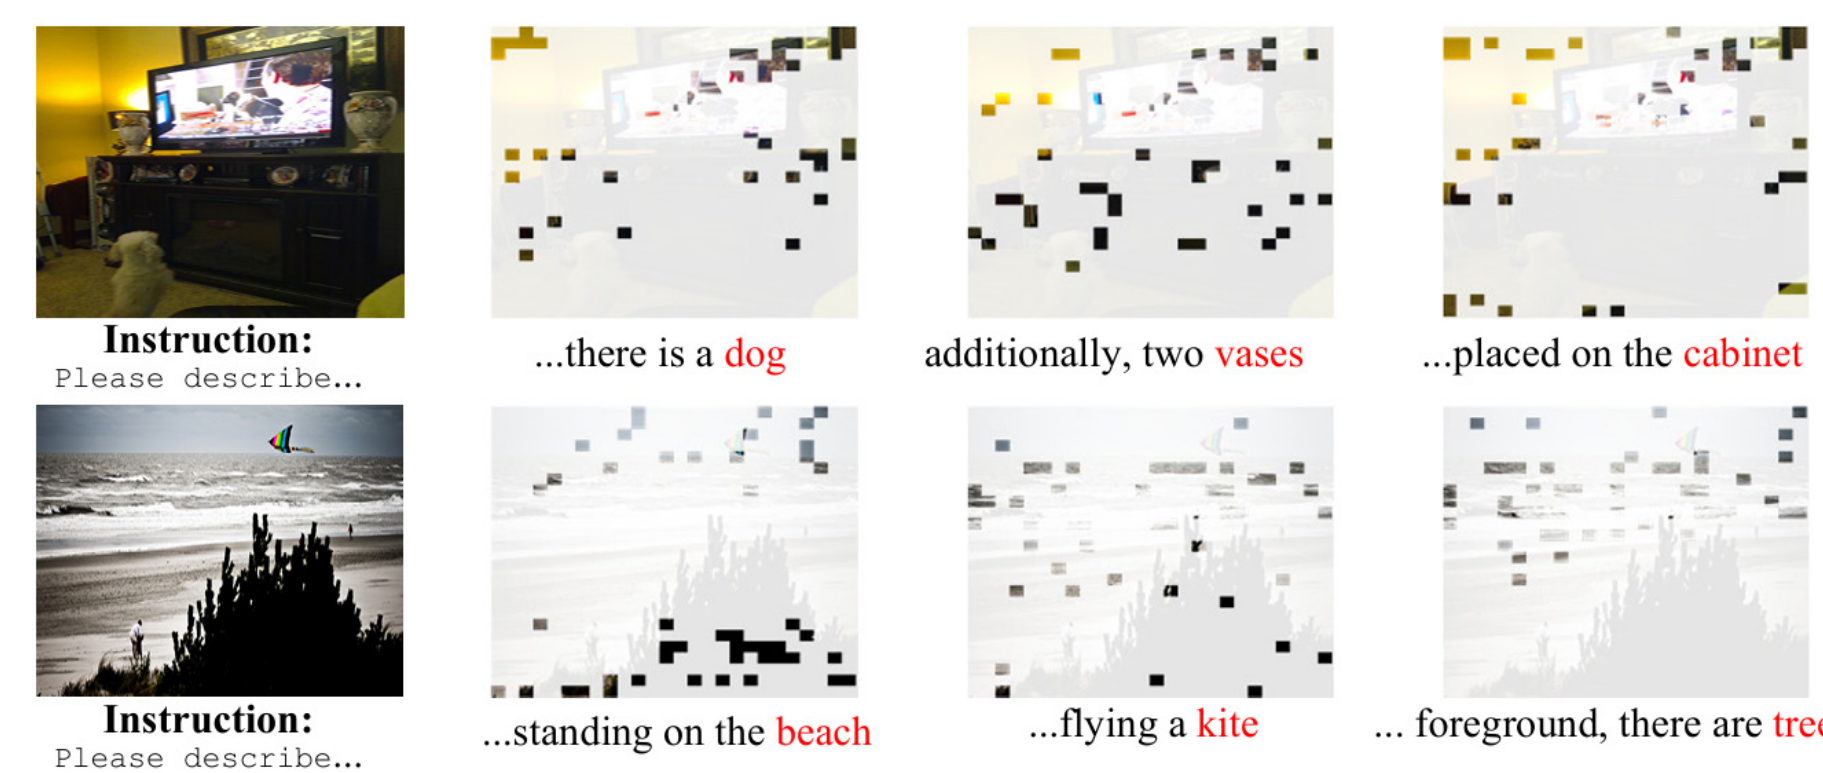 Instruction:
Please describe...
...there is a dog
additionally, two vases
...placed on the cabinet
Instruction:
Please describe...
...standing on the beach
...flying a kite
... foreground, there are tree